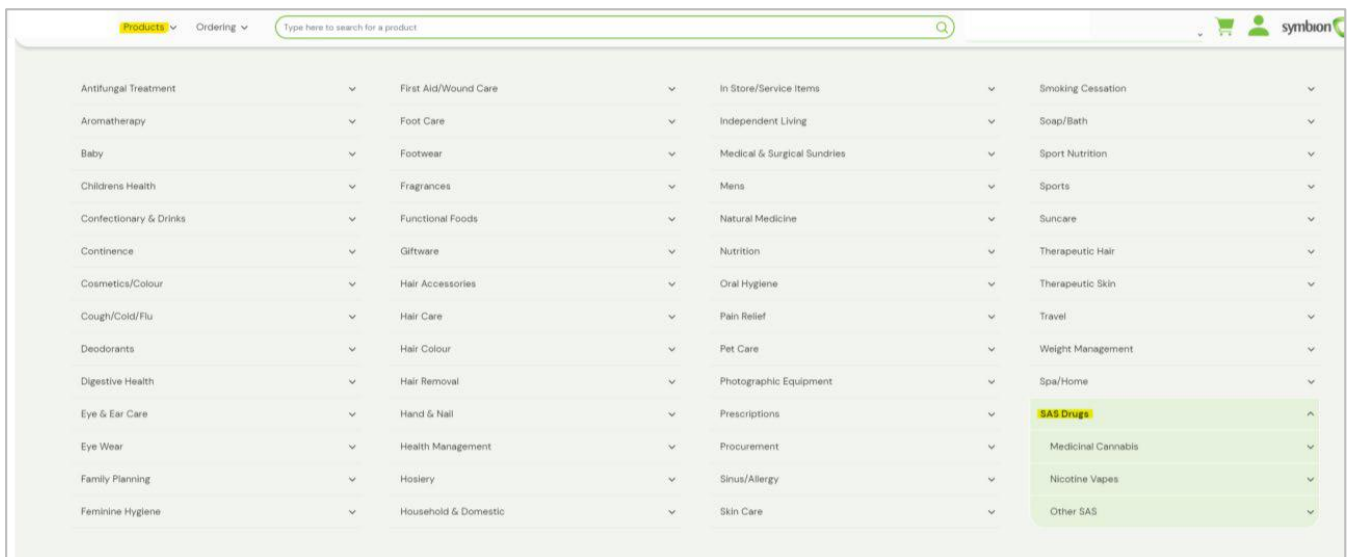 Products Ordering Type here to search for a product symbion
Antifungal Treatment
Aromatherapy
Baby
Childrens Health
Confectionary & Drinks
Continence
Cosmetics/Colour
Cough/Cold/Flu
Deodorants
Digestive Health
Eye & Ear Care
Eye Wear
Family Planning
Feminine Hygiene
First Aid/Wound Care
Foot Care
Footwear
Fragrances
Functional Foods
Giftware
Hair Accessories
Hair Care
Hair Colour
Hair Removal
Hand & Nail
Health Management
Hosiery
Household & Domestic
In Store/Service Items
Independent Living
Medical & Surgical Sundries
Mens
Natural Medicine
Nutrition
Oral Hygiene
Pain Relief
Pet Care
Photographic Equipment
Prescriptions
Procurement
Sinus/Allergy
Skin Care
Smoking Cessation
Soap/Bath
Sport Nutrition
Sports
Suncare
Therapeutic Hair
Therapeutic Skin
Travel
Weight Management
Spa/Home
SAS Drugs
Medicinal Cannabis
Nicotine Vapes
Other SAS